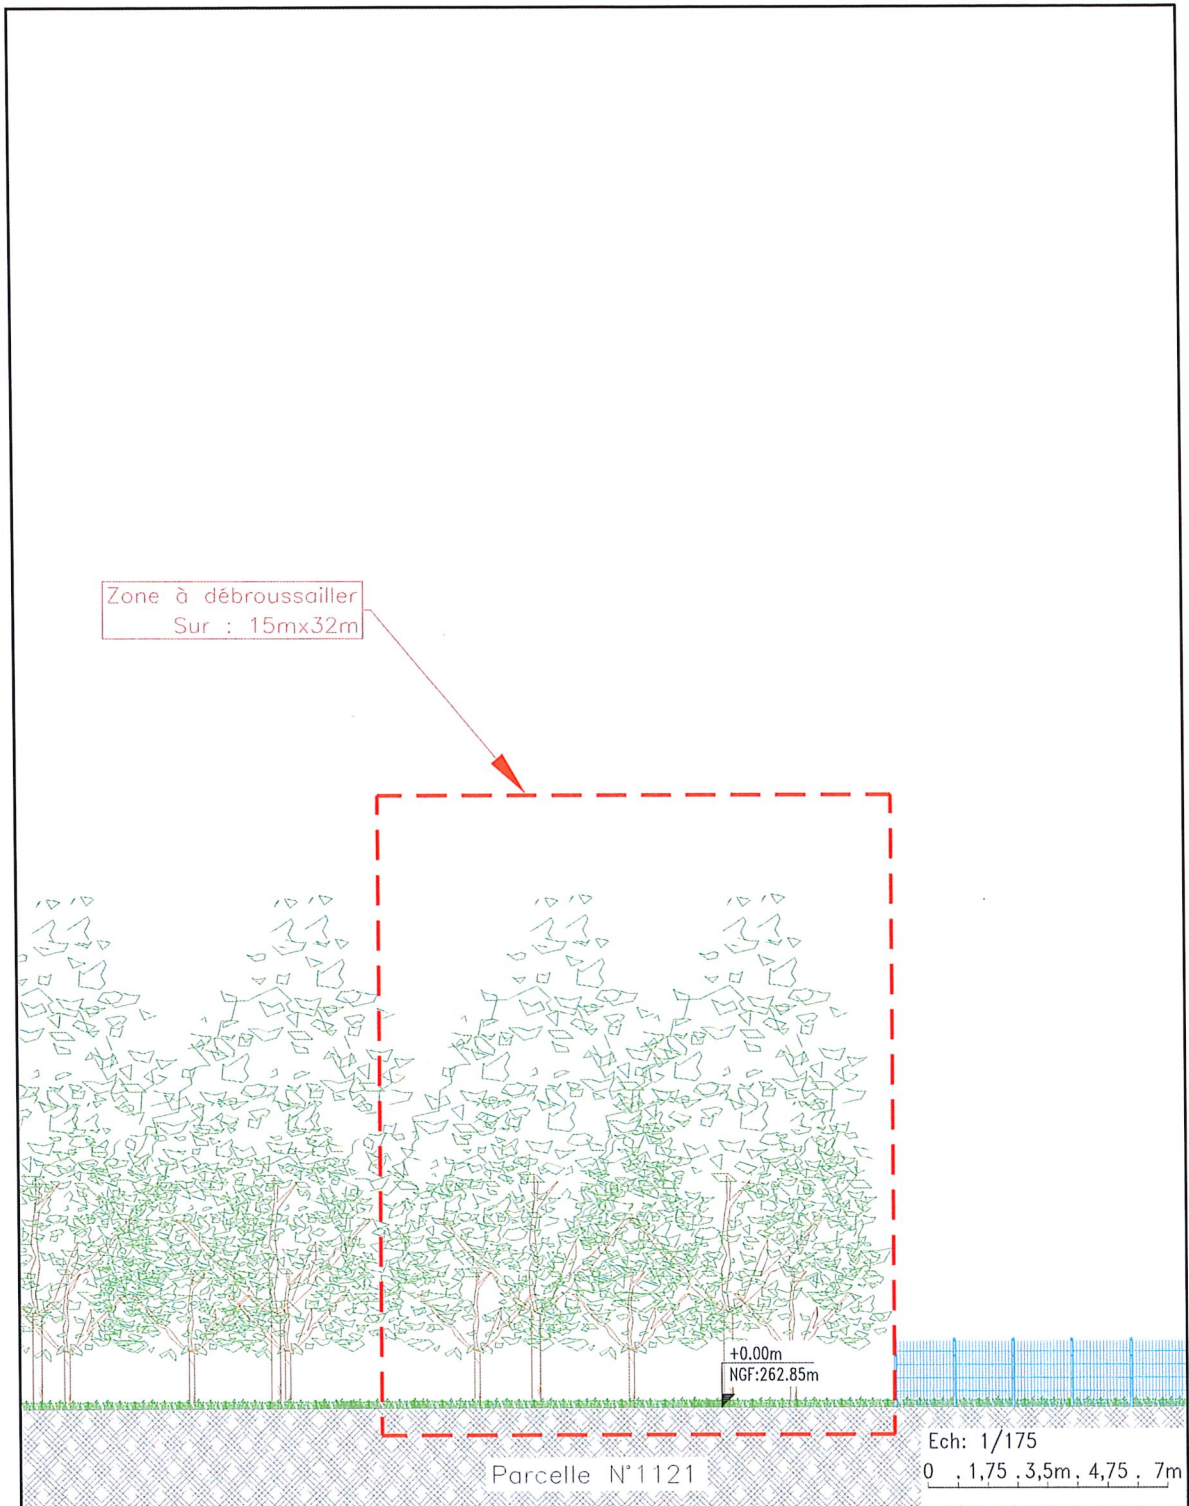 Zone à débroussailler
Sur : 15mx32m
+0.00m
NGF:262.85m
Parcelle N°1121
Ech: 1/175
0 . 1,75 . 3,5m . 4,75 . 7m